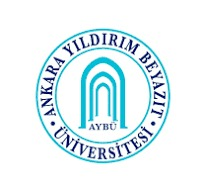 · ANKARA YILDIRIM BEYAZIT ·
AYBÜ
ÜNİVERSİTESİ